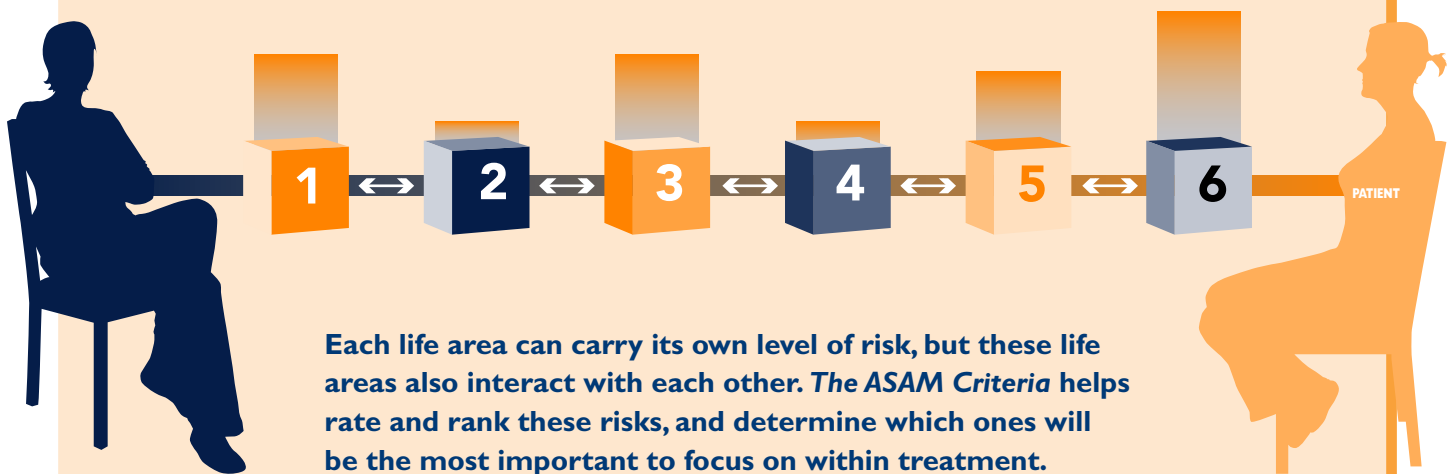 1 2 3 4 5 6
PATIENT
Each life area can carry its own level of risk, but these life
areas also interact with each other. The ASAM Criteria helps
rate and rank these risks, and determine which ones will
be the most important to focus on within treatment.